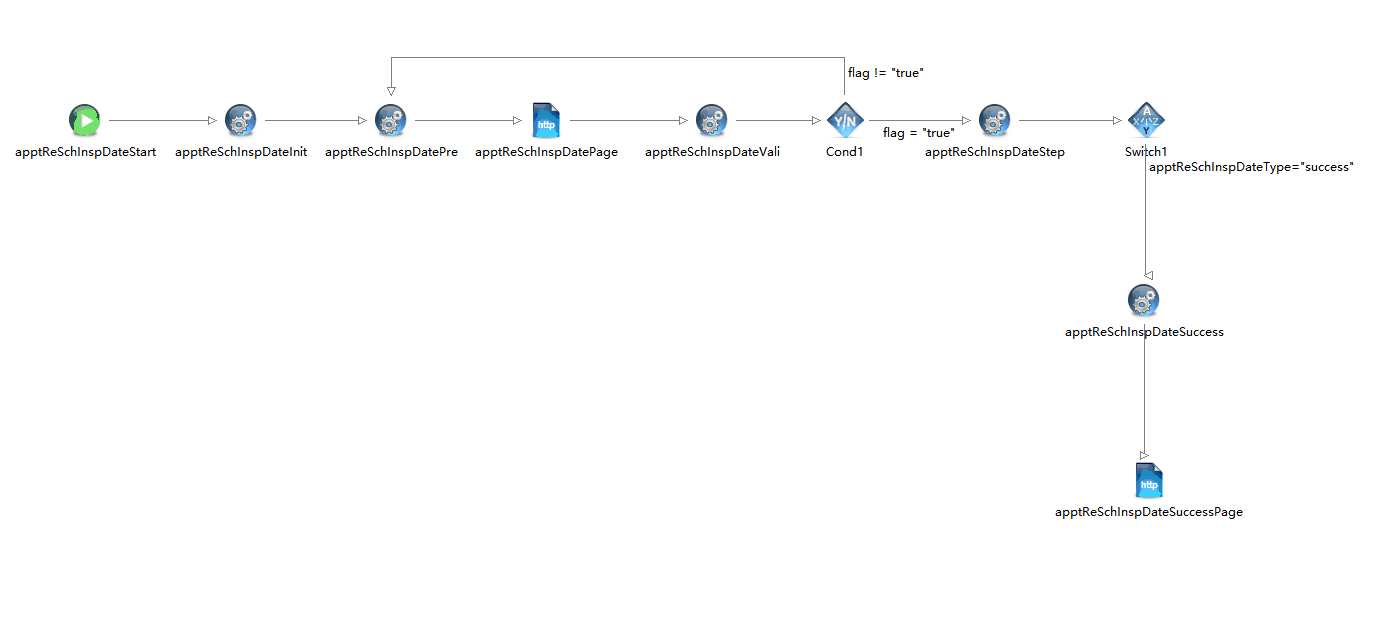 flag != "true"
http
Y/N
flag = "true"
A
X Z
Y
apptReSchInspDateStart
apptReSchInspDateInit
apptReSchInspDatePre
apptReSchInspDatePage
apptReSchInspDateVali
Cond1
apptReSchInspDateStep
Switch1
apptReSchInspDateType="success"
apptReSchInspDateSuccess
http
apptReSchInspDateSuccessPage